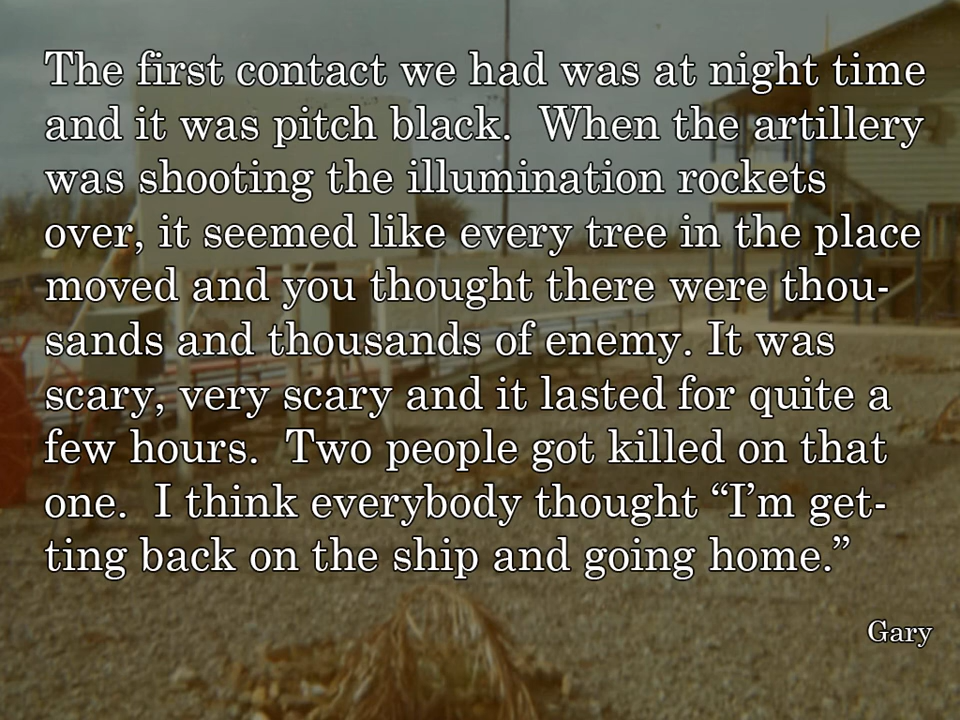 The first contact we had was at night time
and it was pitch black.  When the artillery
was shooting the illumination rockets
over, it seemed like every tree in the place
moved and you thought there were thou-
sands and thousands of enemy. It was
scary, very scary and it lasted for quite a
few hours.  Two people got killed on that
one.  I think everybody thought “I’m get-
ting back on the ship and going home.”
Gary